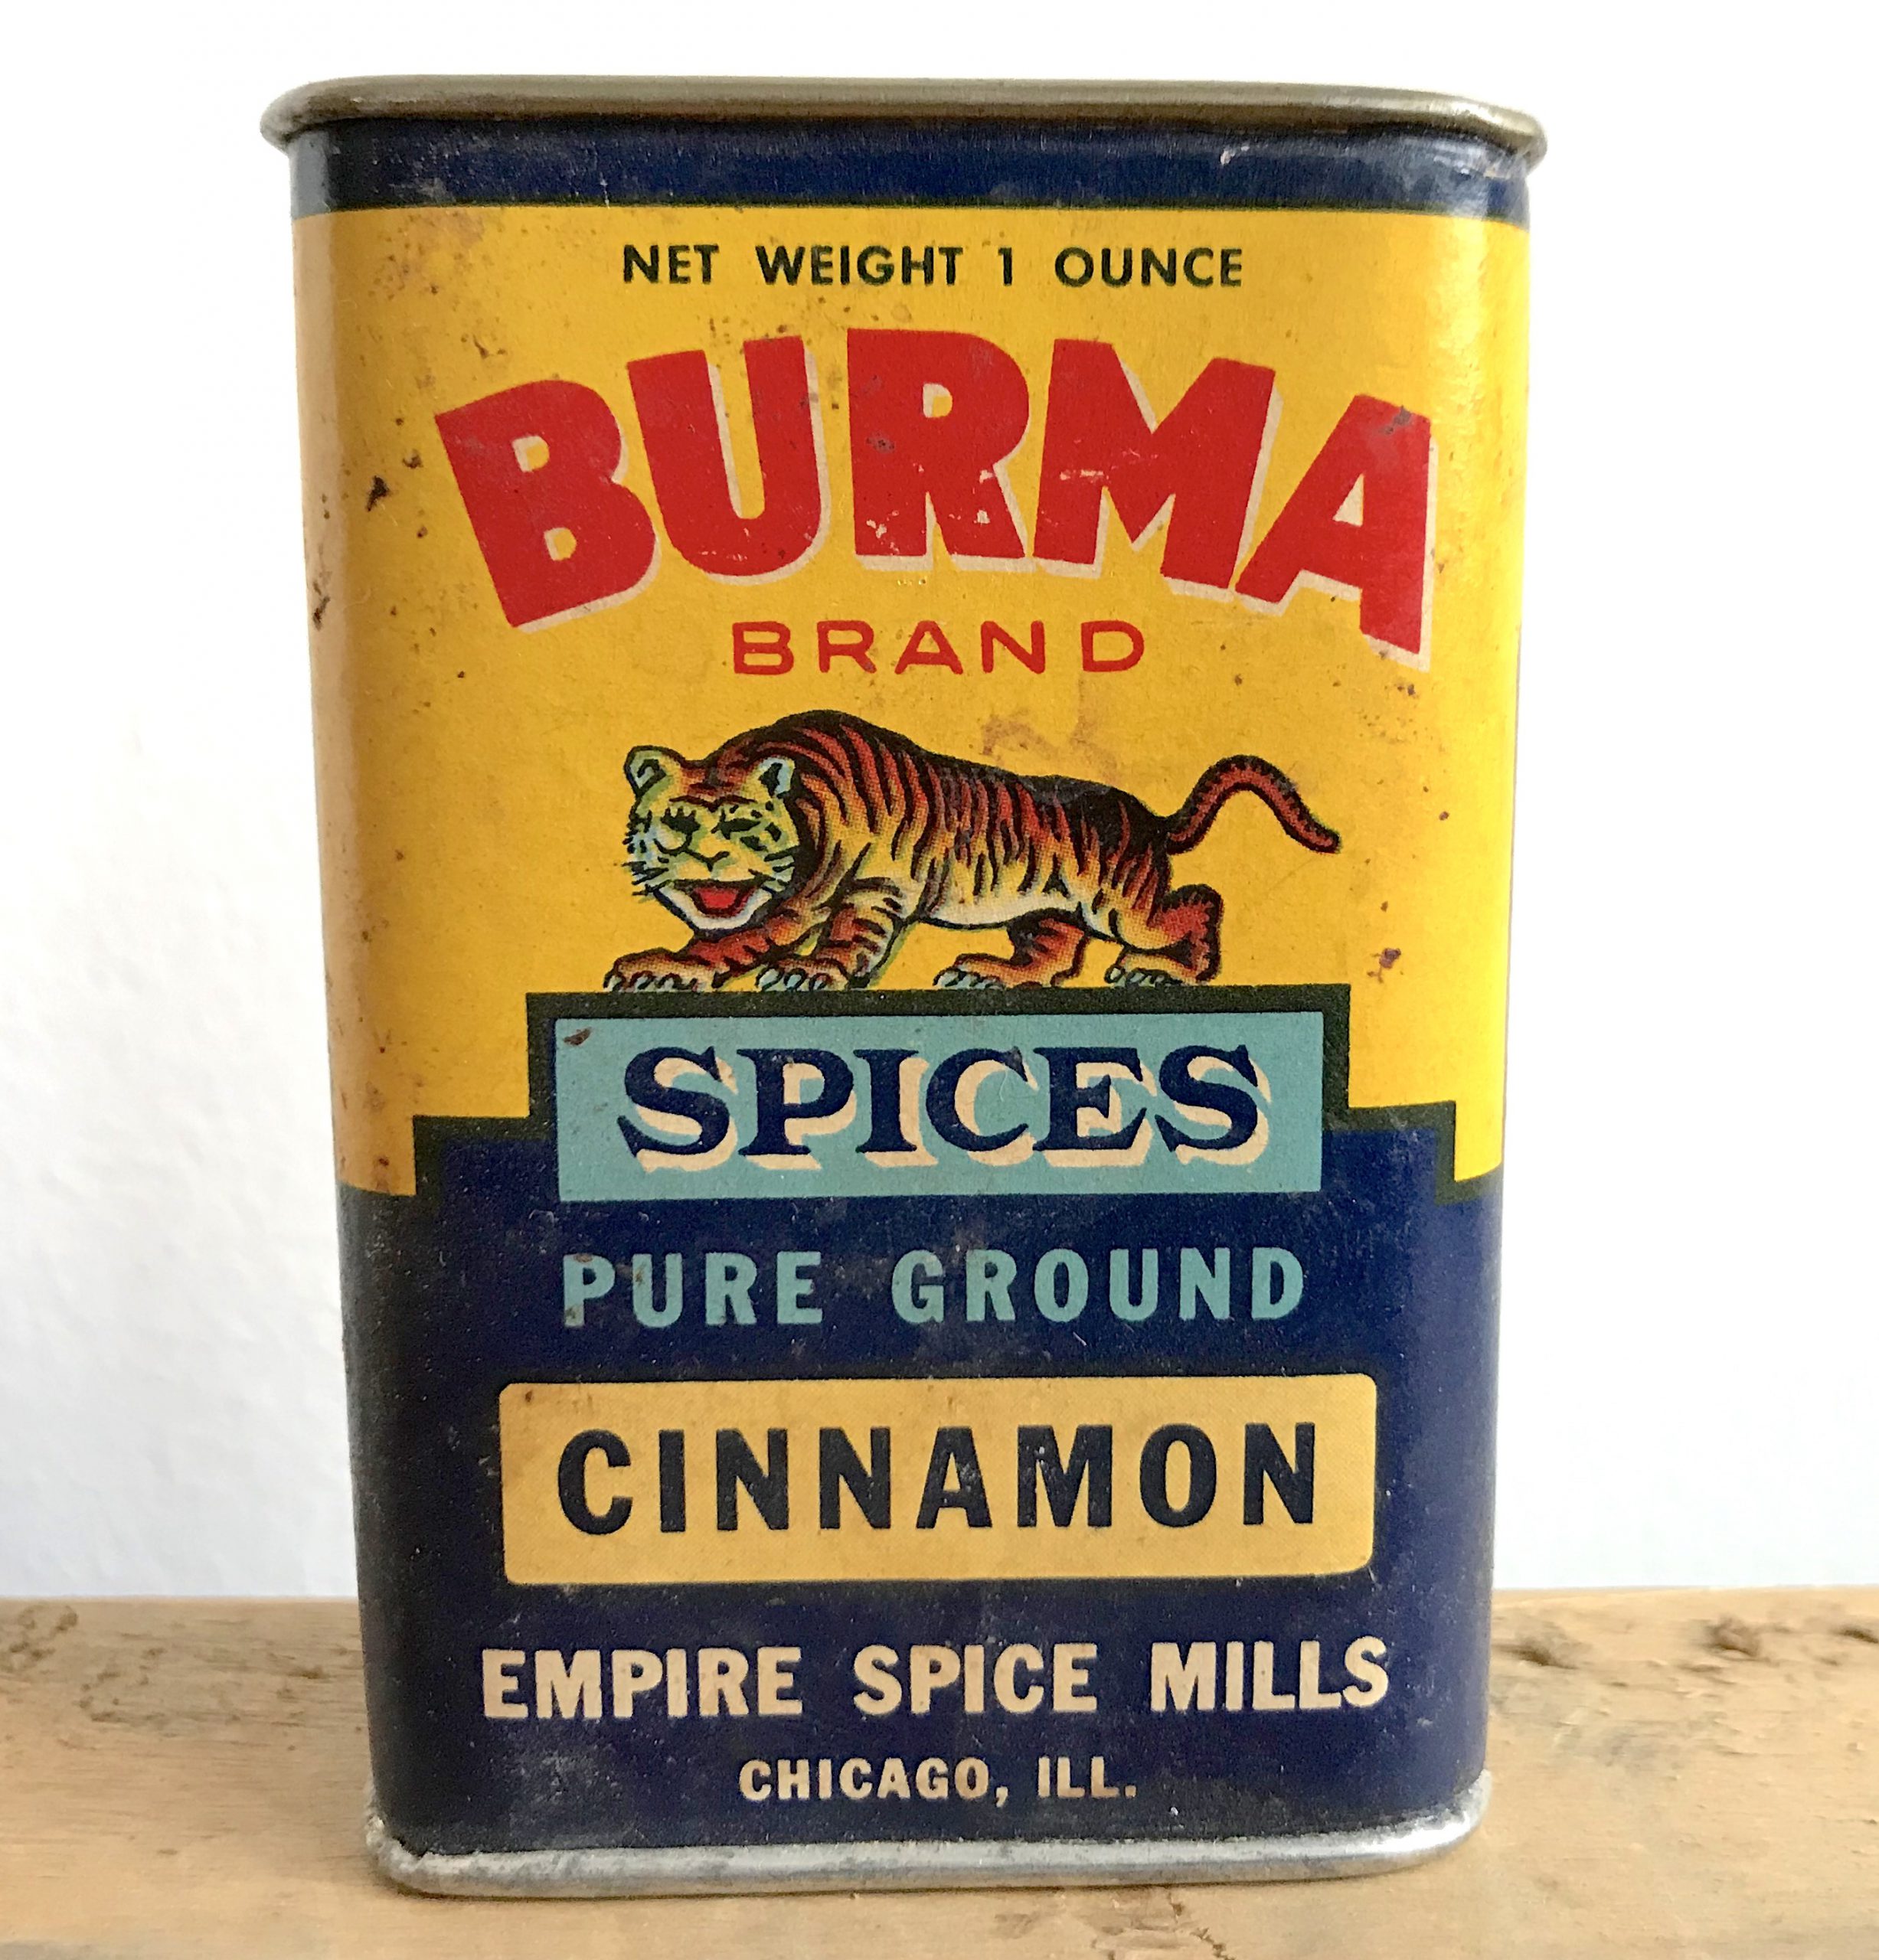 NET WEIGHT 1 OUNCE
BURMA
BRAND
SPICES
PURE GROUND
CINNAMON
EMPIRE SPICE MILLS
CHICAGO, ILL.